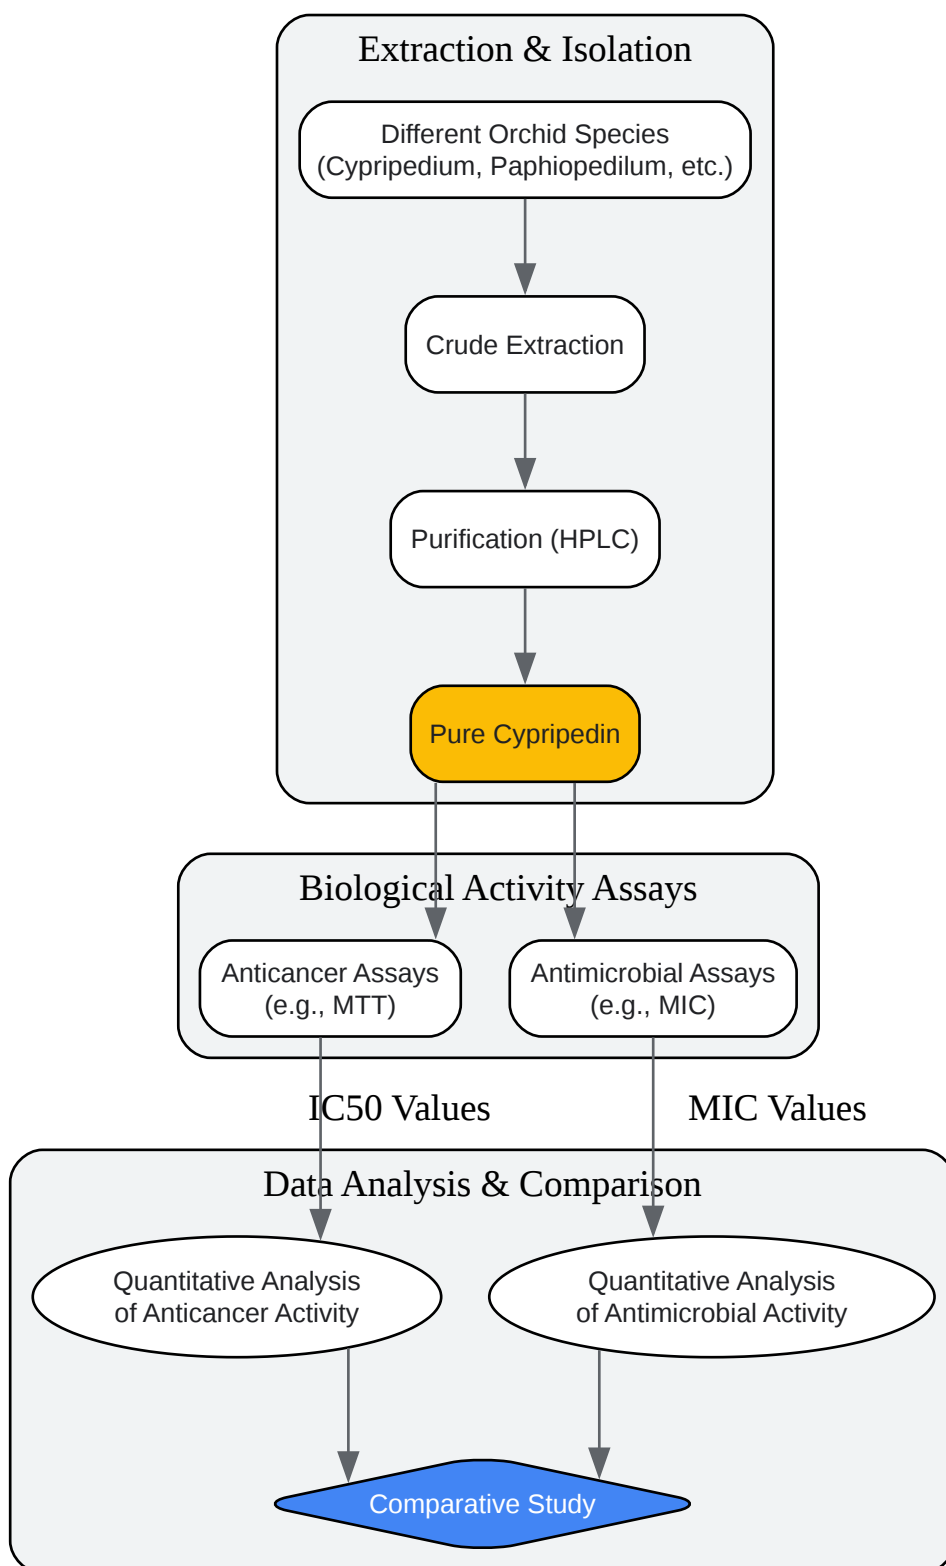 Extraction & Isolation
Different Orchid Species
(Cypripedium, Paphiopedilum, etc.)
Crude Extraction
Purification (HPLC)
Pure Cypripedin
Biological Activity Assays
Anticancer Assays
(e.g., MTT)
Antimicrobial Assays
(e.g., MIC)
IC50 Values
MIC Values
Data Analysis & Comparison
Quantitative Analysis
of Anticancer Activity
Quantitative Analysis
of Antimicrobial Activity
Comparative Study